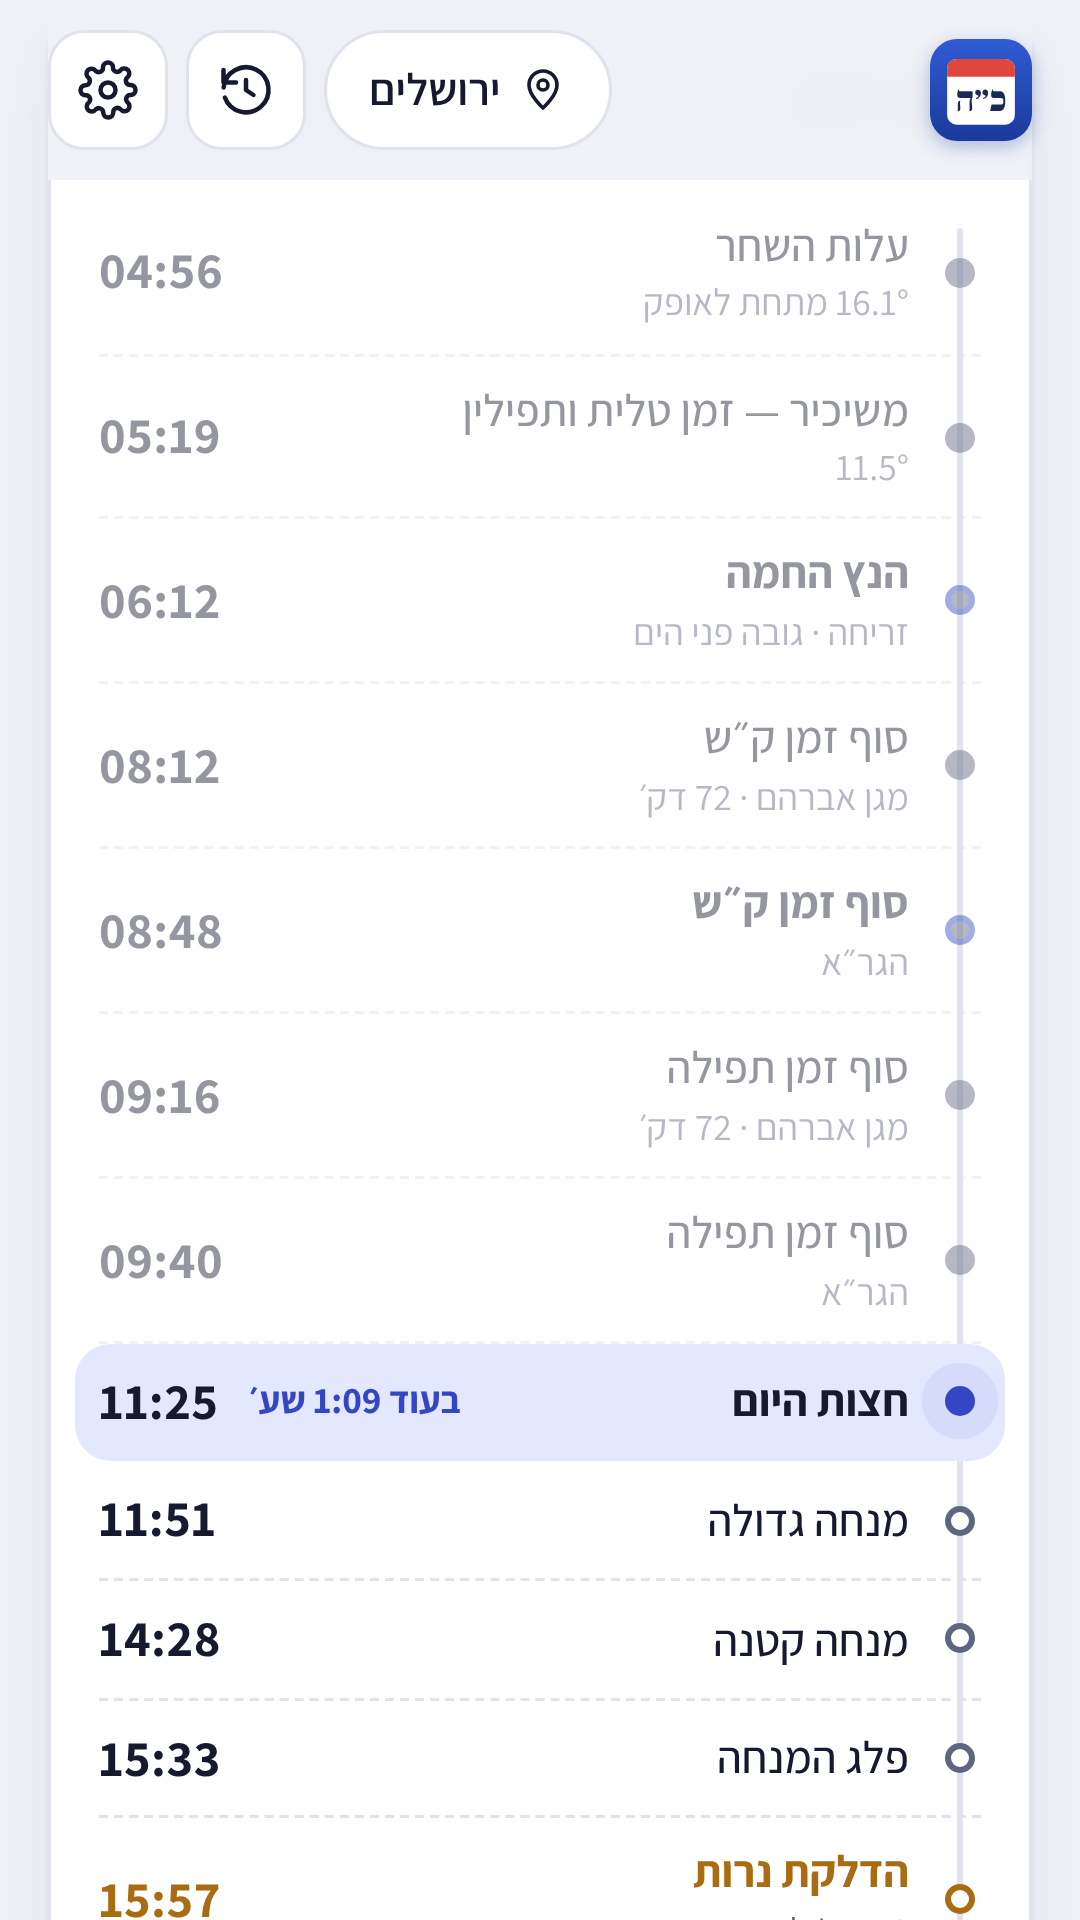 כ״ה
ירושלים
עלות השחר
04:56
16.1° מתחת לאופק
משיכיר — זמן טלית ותפילין
05:19
11.5°
הנץ החמה
06:12
זריחה · גובה פני הים
סוף זמן ק״ש
08:12
מגן אברהם · 72 דק׳
סוף זמן ק״ש
08:48
הגר״א
סוף זמן תפילה
09:16
מגן אברהם · 72 דק׳
סוף זמן תפילה
09:40
הגר״א
חצות היום בעוד 1:09 שע׳ 11:25
מנחה גדולה 11:51
מנחה קטנה 14:28
פלג המנחה 15:33
הדלקת נרות
15:57